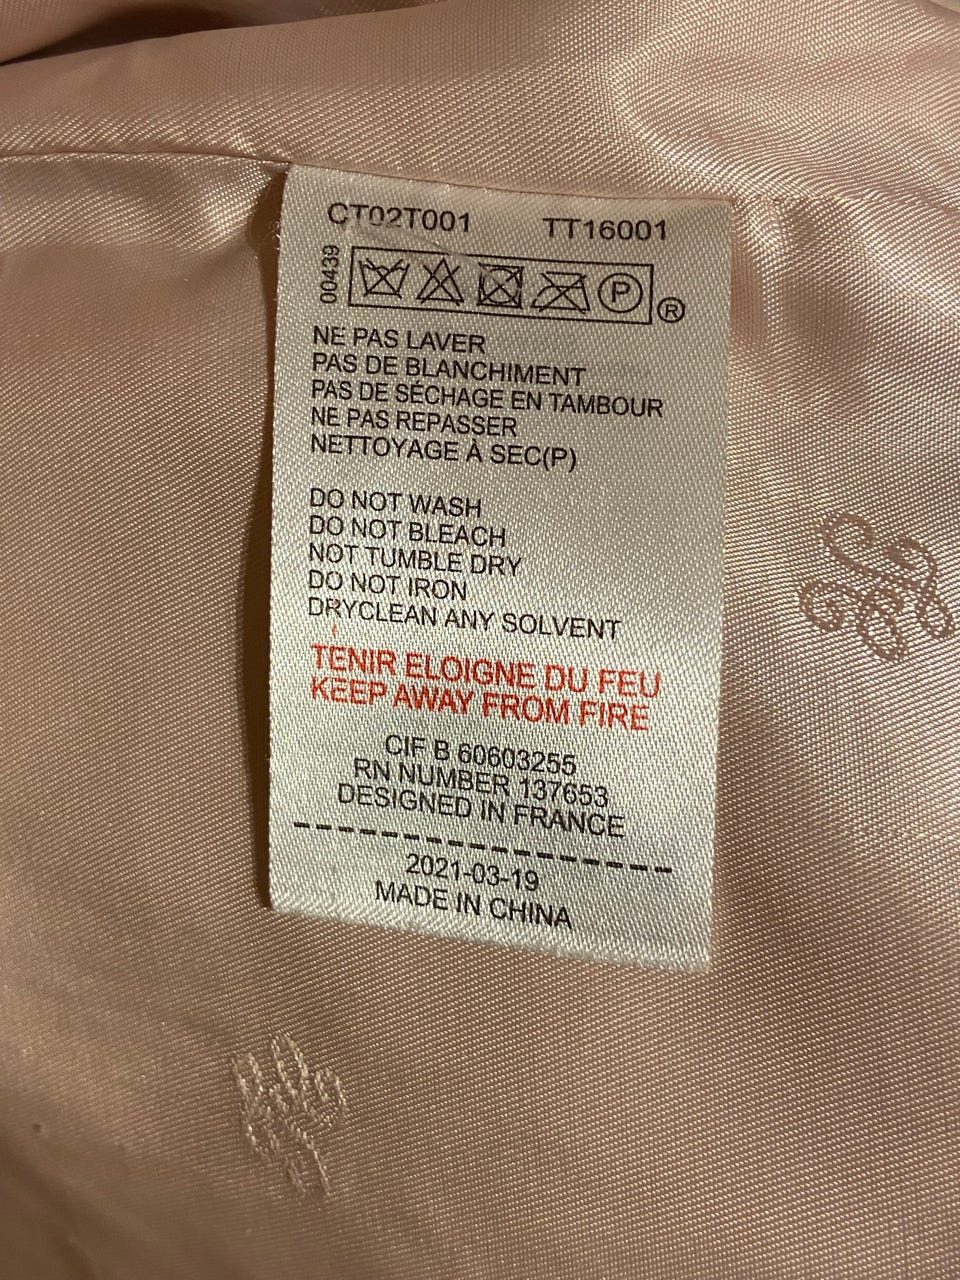 CT02T001 TT16001
00439
P ®
NE PAS LAVER
PAS DE BLANCHIMENT
PAS DE SÉCHAGE EN TAMBOUR
NE PAS REPASSER
NETTOYAGE À SEC(P)
DO NOT WASH
DO NOT BLEACH
NOT TUMBLE DRY
DO NOT IRON
DRYCLEAN ANY SOLVENT
TENIR ELOIGNE DU FEU
KEEP AWAY FROM FIRE
CIF B 60603255
RN NUMBER 137653
DESIGNED IN FRANCE
2021-03-19
MADE IN CHINA